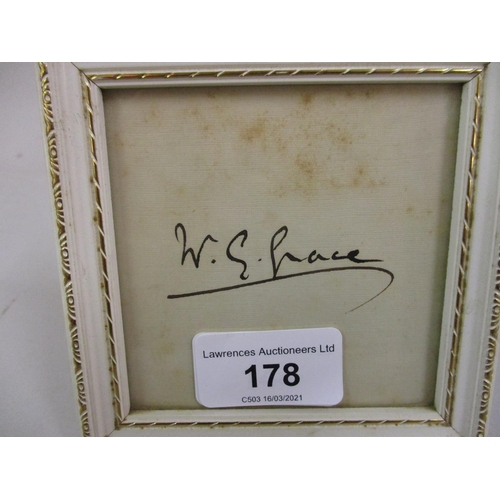 W. G. Grace
Lawrences Auctioneers Ltd
178
C503 16/03/2021